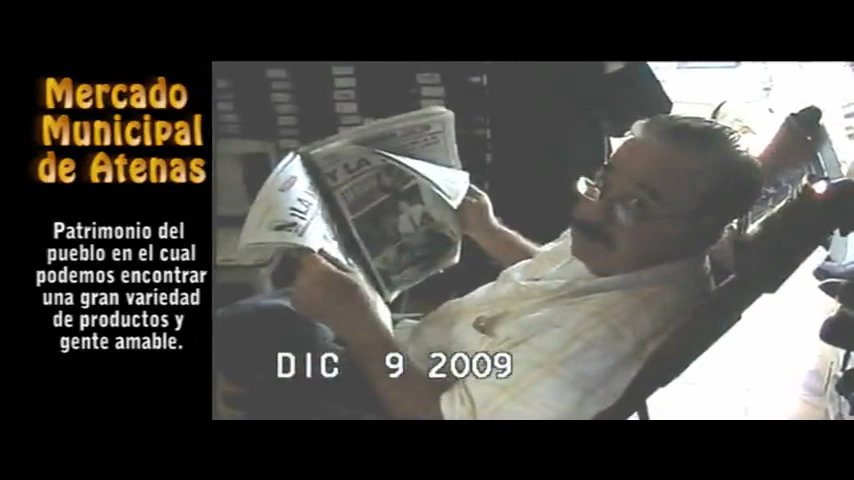 Mercado
Municipal
de Atenas
Patrimonio del
pueblo en el cual
podemos encontrar
una gran variedad
de productos y
gente amable.
Y LA
DIC 9 2009